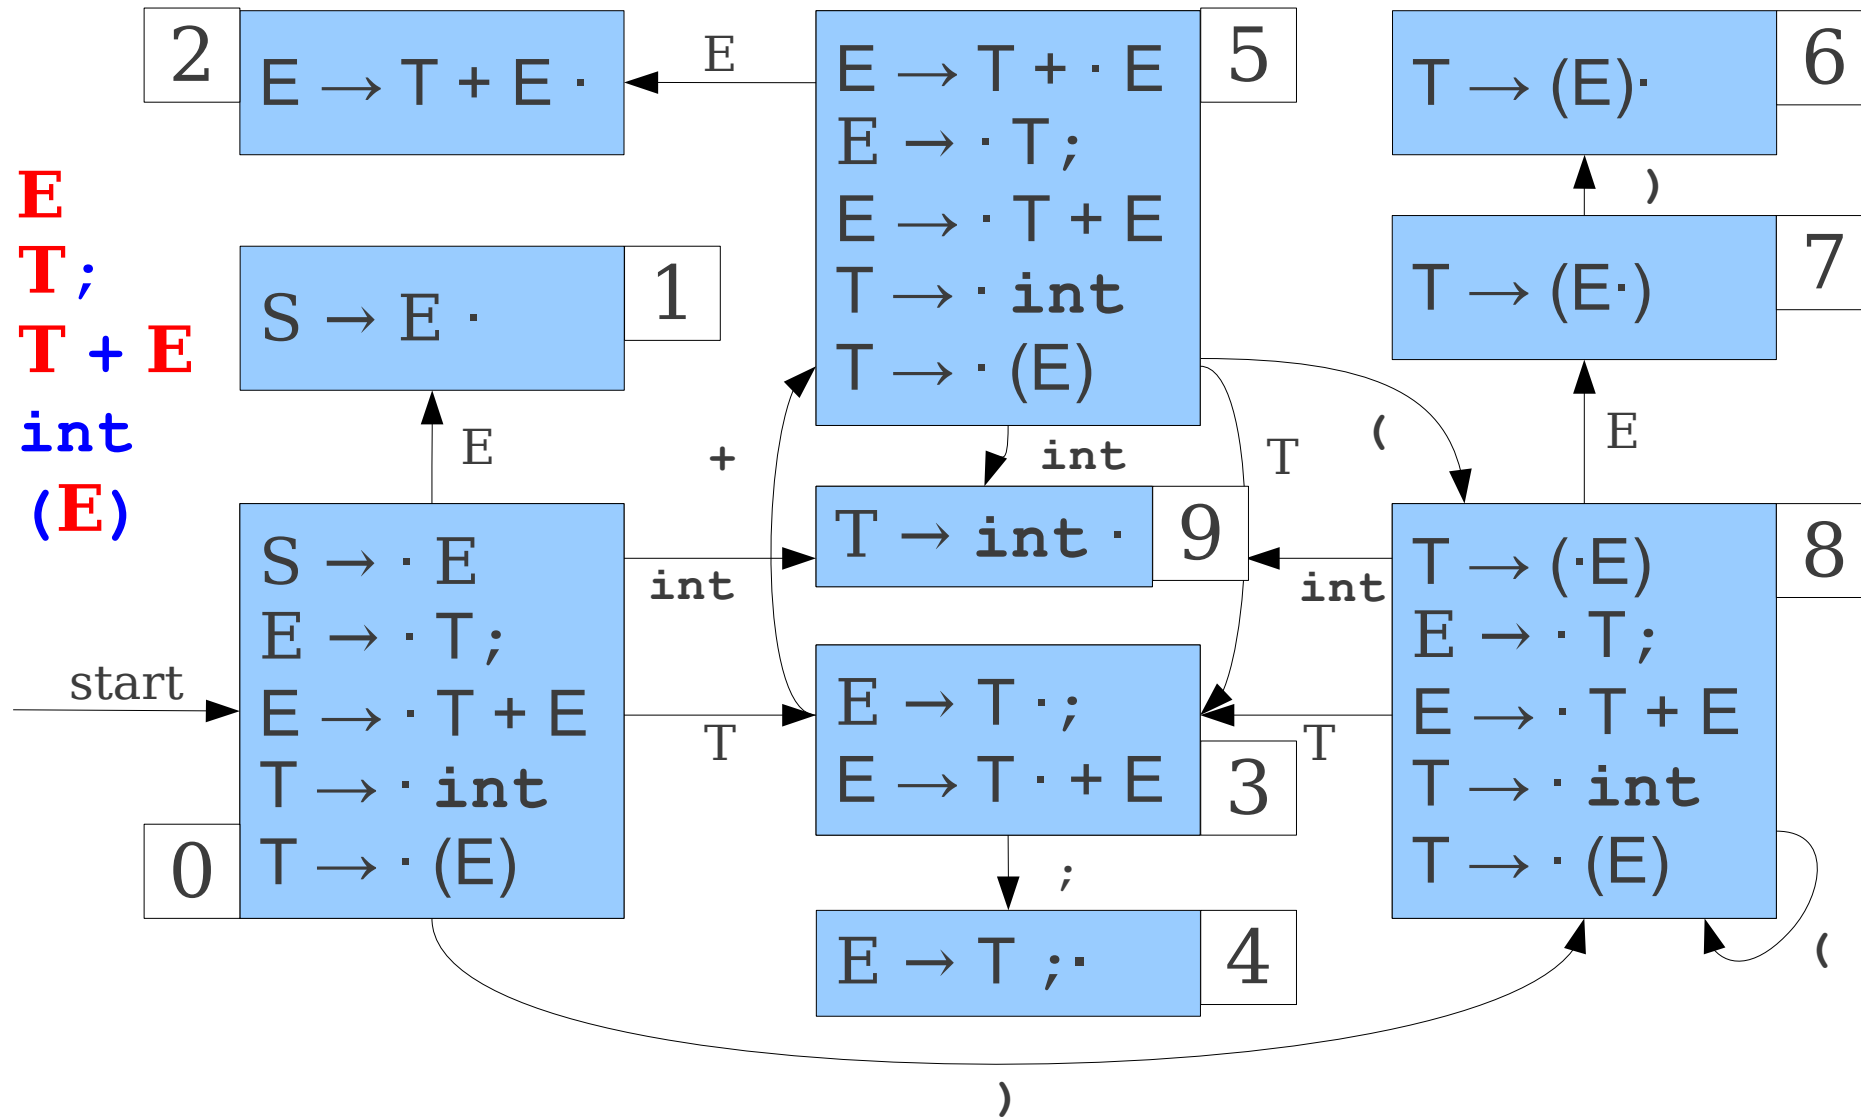 E
T ;
T + E
int
(E)
2
E → T + E ·
E
5
E → T + · E
E → · T ;
E → · T + E
T → · int
T → · (E)
6
T → (E)·
)
7
T → (E·)
1
S → E ·
E
+
int
T
(
E
start
0
S → · E
E → · T ;
E → · T + E
T → · int
T → · (E)
int
T
9
T → int ·
int
3
E → T · ;
E → T · + E
T
;
4
E → T ;·
8
T → (·E)
E → · T ;
E → · T + E
T → · int
T → · (E)
(
)